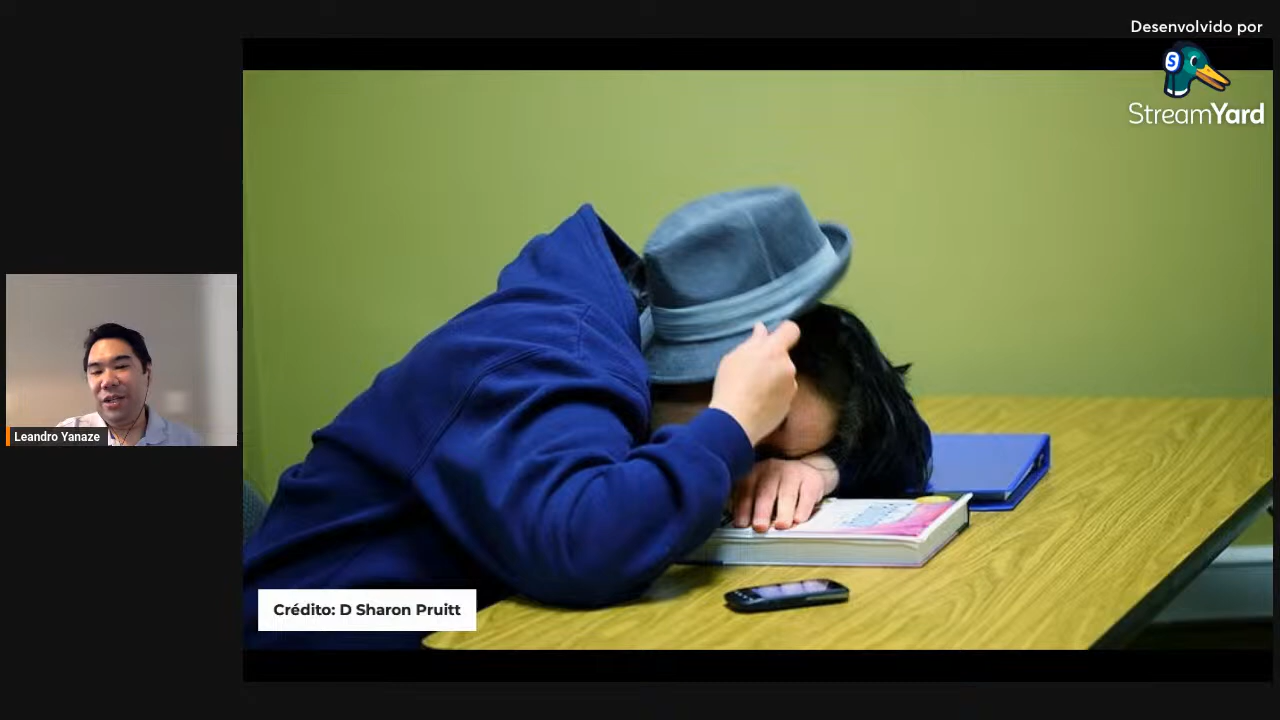 Desenvolvido por
S
StreamYard
Leandro Yanaze
Crédito: D Sharon Pruitt